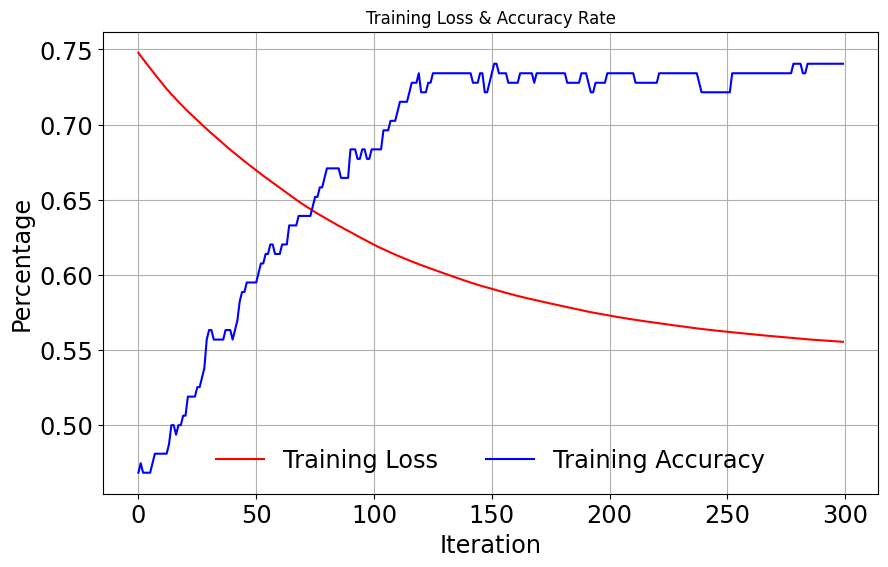 Training Loss & Accuracy Rate
0.75
0.70
0.65
0.60
0.55
0.50
Percentage
Training Loss
Training Accuracy
0 50 100 150 200 250 300
Iteration